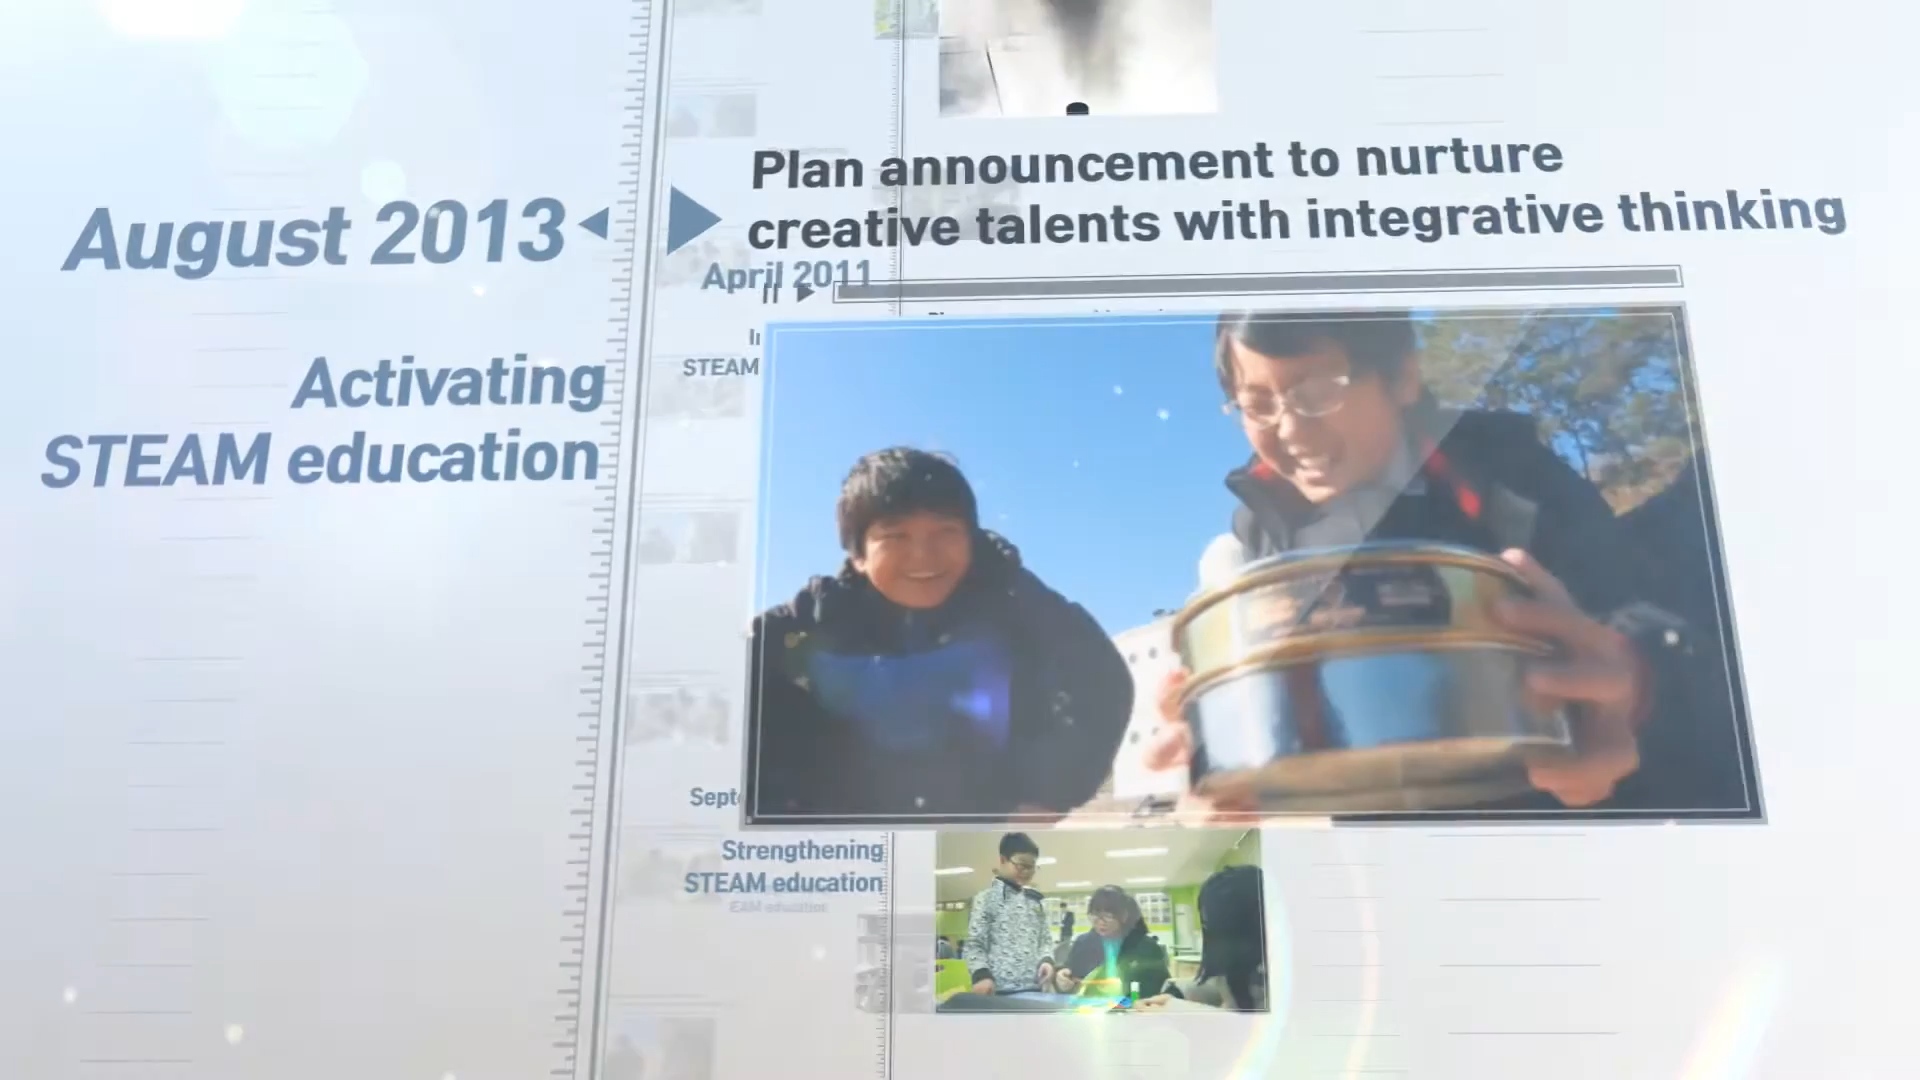 August 2013
Plan announcement to nurture
creative talents with integrative thinking
Activating
STEAM education
April 2011
STEAM
Strengthening
STEAM education